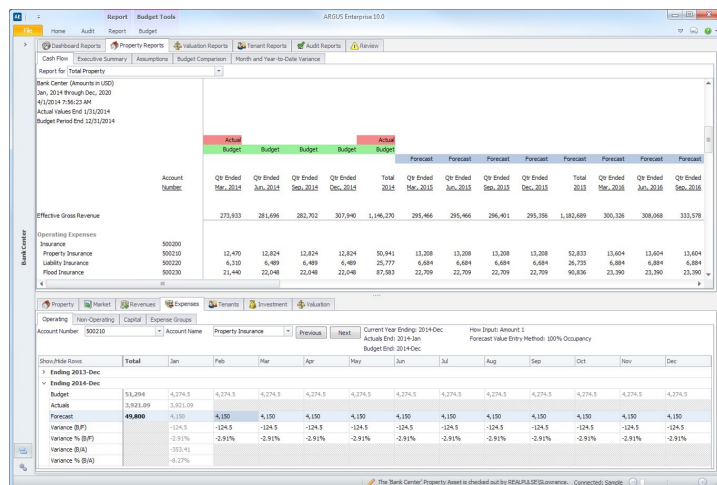 AE
Report Budget Tools
ARGUS Enterprise 10.0
File Home Audit Report Budget
Dashboard Reports Property Reports Valuation Reports Tenant Reports Audit Reports Review
Cash Flow Executive Summary Assumptions Budget Comparison Month and Year-to-Date Variance
Report for Total Property
Bank Center (Amounts in USD)
Jan, 2014 through Dec, 2020
4/1/2014 7:56:23 AM
Actual Values End 1/31/2014
Budget Period End 12/31/2014
Actual Actual
Budget Budget Budget Budget Budget
Forecast Forecast Forecast Forecast Forecast Forecast Forecast Forecast
Account Qtr Ended Qtr Ended Qtr Ended Qtr Ended Total Qtr Ended Qtr Ended Qtr Ended Qtr Ended Total Qtr Ended Qtr Ended Qtr Ended
Number Mar, 2014 Jun, 2014 Sep, 2014 Dec, 2014 2014 Mar, 2015 Jun, 2015 Sep, 2015 Dec, 2015 2015 Mar, 2016 Jun, 2016 Sep, 2016
Effective Gross Revenue 273,933 281,696 282,702 307,940 1,146,270 295,466 295,466 296,401 295,356 1,182,689 300,326 308,068 333,578
Operating Expenses
Insurance 500200
Property Insurance 500210 12,470 12,824 12,824 12,824 50,941 13,208 13,208 13,208 13,208 52,833 13,604 13,604 13,604
Liability Insurance 500220 6,310 6,489 6,489 6,489 25,777 6,684 6,684 6,684 6,684 26,735 6,884 6,884 6,884
Flood Insurance 500230 21,440 22,048 22,048 22,048 87,583 22,709 22,709 22,709 22,709 90,836 23,390 23,390 23,390
Bank Center
Property Market Revenues Expenses Tenants Investment Valuation
Operating Non-Operating Capital Expense Groups
Account Number 500210 Account Name Property Insurance Previous Next Current Year Ending: 2014-Dec How Input: Amount 1
Actuals End: 2014-Jan Forecast Value Entry Method: 100% Occupancy
Budget End: 2014-Dec
Show/Hide Rows Total Jan Feb Mar Apr May Jun Jul Aug Sep Oct Nov Dec
Ending 2013-Dec
Ending 2014-Dec
Budget 51,294 4,274.5 4,274.5 4,274.5 4,274.5 4,274.5 4,274.5 4,274.5 4,274.5 4,274.5 4,274.5 4,274.5 4,274.5
Actuals 3,921.09 3,921.09
Forecast 49,800 4,150 4,150 4,150 4,150 4,150 4,150 4,150 4,150 4,150 4,150 4,150 4,150
Variance (B/F) -124.5 -124.5 -124.5 -124.5 -124.5 -124.5 -124.5 -124.5 -124.5 -124.5 -124.5 -124.5
Variance % (B/F) -2.91% -2.91% -2.91% -2.91% -2.91% -2.91% -2.91% -2.91% -2.91% -2.91% -2.91% -2.91%
Variance (B/A) -353.41
Variance % (B/A) -8.27%
The 'Bank Center' Property Asset is checked out by REALPULSE\SLowrance. Connected: Sample